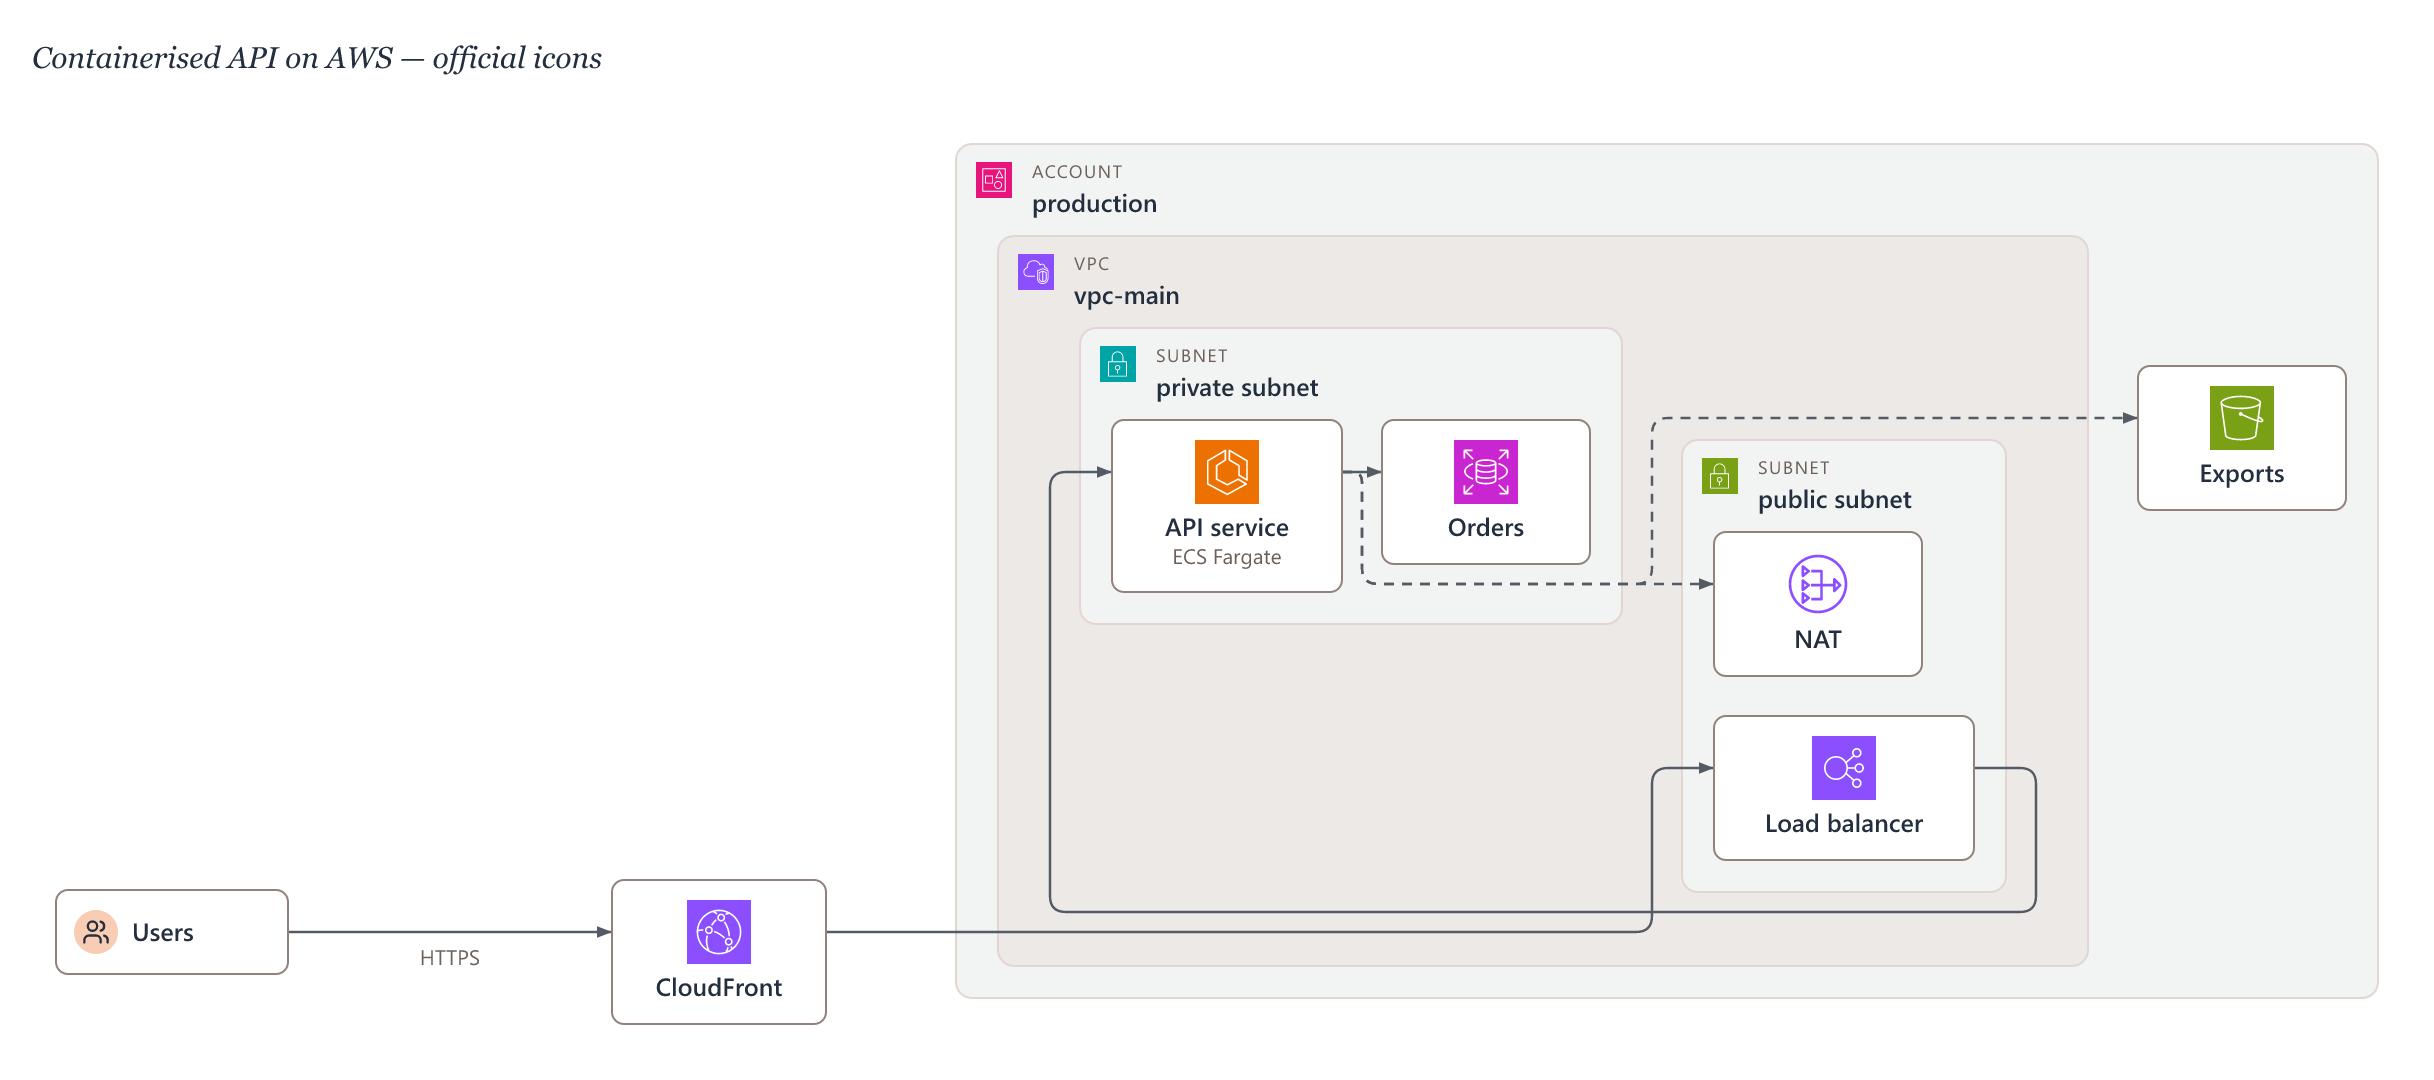 Containerised API on AWS — official icons
ACCOUNT
production
VPC
vpc-main
SUBNET
private subnet
API service
ECS Fargate
Orders
SUBNET
public subnet
NAT
Load balancer
Exports
Users
HTTPS
CloudFront